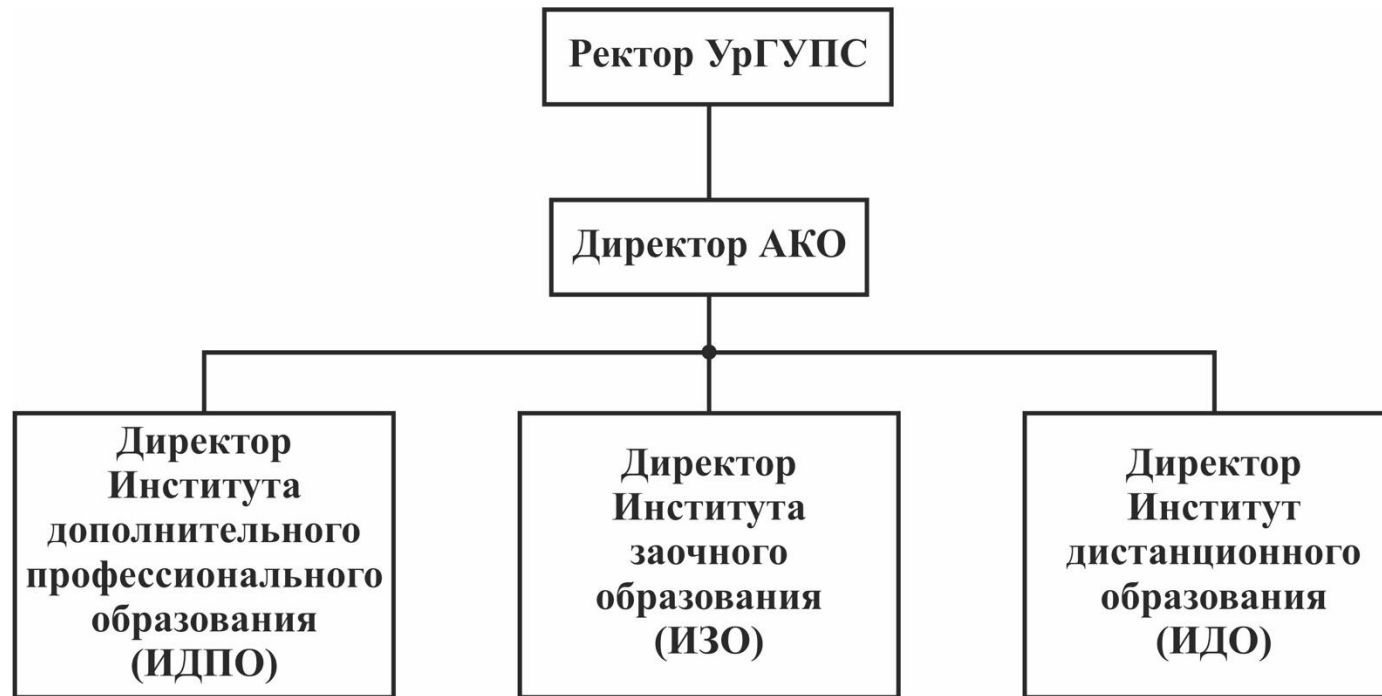 Ректор УрГУПС
Директор АКО
Директор
Института
дополнительного
профессионального
образования
(ИДПО)
Директор
Института
заочного
образования
(ИЗО)
Директор
Институт
дистанционного
образования
(ИДО)